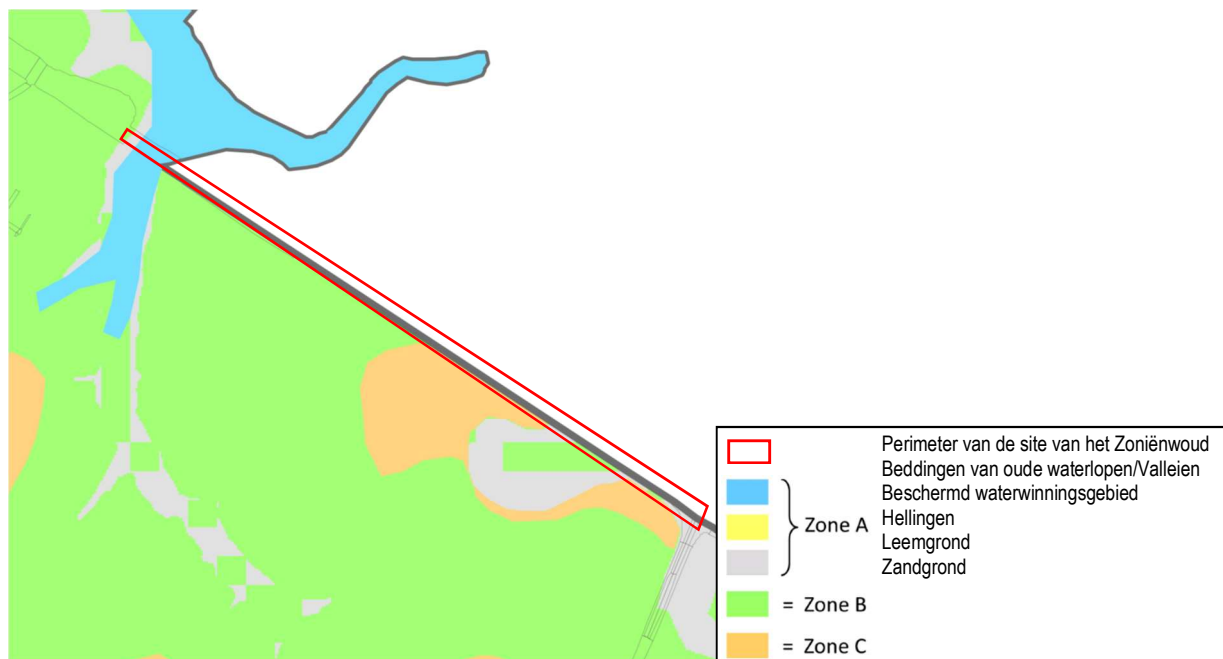 Perimeter van de site van het Zoniënwoud
Beddingen van oude waterlopen/Valleien
Beschermd waterwinningsgebied
Zone A
Hellingen
Leemgrond
Zandgrond
= Zone B
= Zone C